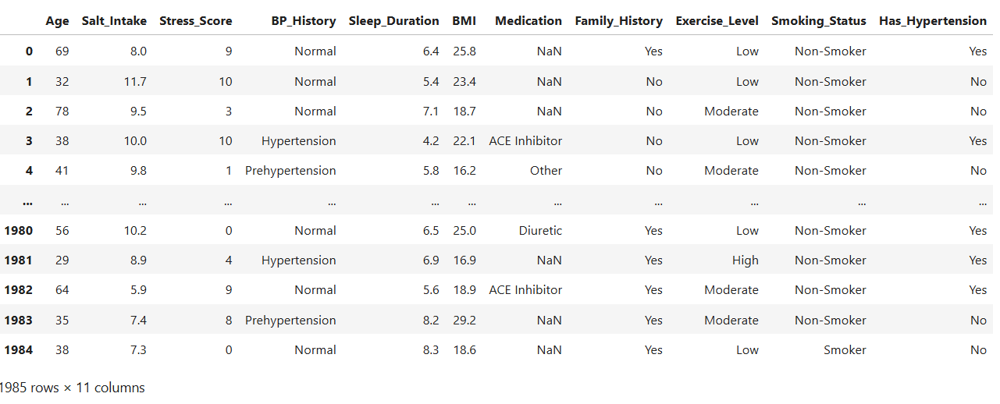 Age Salt_Intake Stress_Score BP_History Sleep_Duration BMI Medication Family_History Exercise_Level Smoking_Status Has_Hypertension
0 69 8.0 9 Normal 6.4 25.8 NaN Yes Low Non-Smoker Yes
1 32 11.7 10 Normal 5.4 23.4 NaN No Low Non-Smoker No
2 78 9.5 3 Normal 7.1 18.7 NaN No Moderate Non-Smoker No
3 38 10.0 10 Hypertension 4.2 22.1 ACE Inhibitor No Low Non-Smoker Yes
4 41 9.8 1 Prehypertension 5.8 16.2 Other No Moderate Non-Smoker No
... ... ... ... ... ... ... ... ... ... ... ...
1980 56 10.2 0 Normal 6.5 25.0 Diuretic Yes Low Non-Smoker Yes
1981 29 8.9 4 Hypertension 6.9 16.9 NaN Yes High Non-Smoker Yes
1982 64 5.9 9 Normal 5.6 18.9 ACE Inhibitor Yes Moderate Non-Smoker Yes
1983 35 7.4 8 Prehypertension 8.2 29.2 NaN Yes Moderate Non-Smoker No
1984 38 7.3 0 Normal 8.3 18.6 NaN Yes Low Smoker No
1985 rows × 11 columns